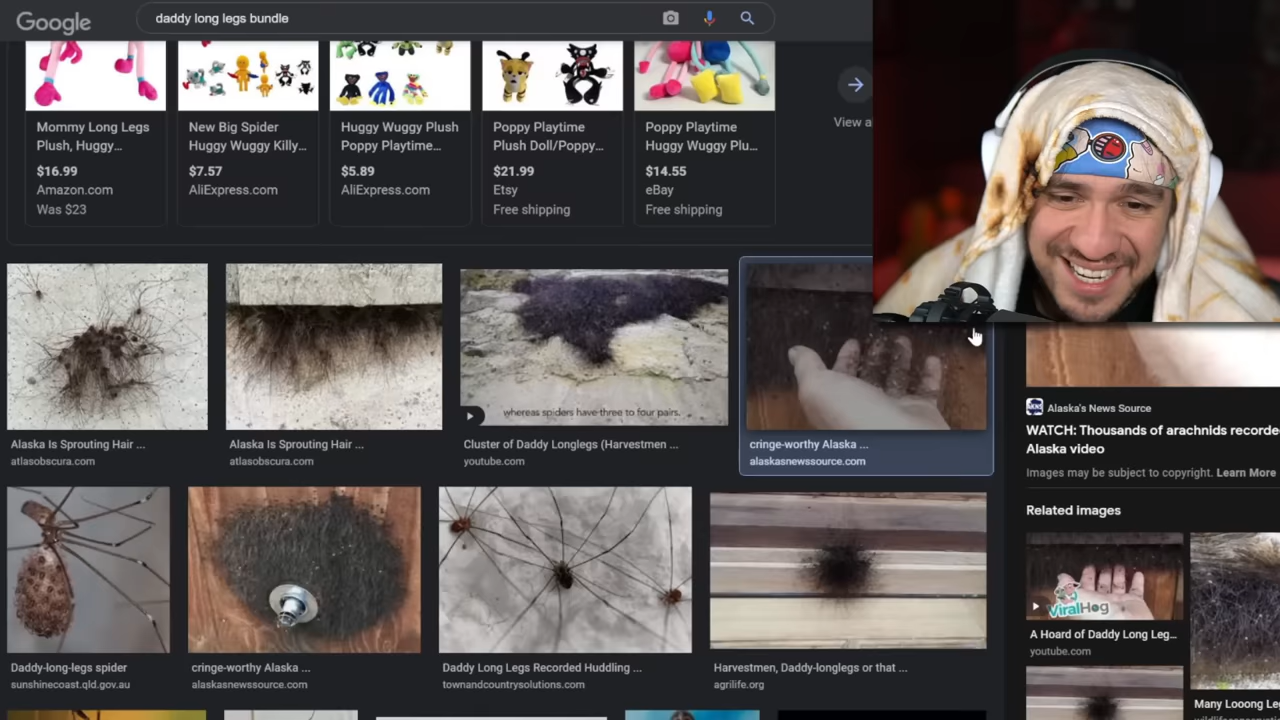 Google
daddy long legs bundle
Mommy Long Legs
Plush, Huggy...
$16.99
Amazon.com
Was $23
New Big Spider
Huggy Wuggy Killy...
$7.57
AliExpress.com
Huggy Wuggy Plush
Poppy Playtime...
$5.89
AliExpress.com
Poppy Playtime
Plush Doll/Poppy...
$21.99
Etsy
Free shipping
Poppy Playtime
Huggy Wuggy Plu...
$14.55
eBay
Free shipping
View a
whereas spiders have three to four pairs.
Alaska Is Sprouting Hair ...
atlasobscura.com
Alaska Is Sprouting Hair ...
atlasobscura.com
Cluster of Daddy Longlegs (Harvestmen ...
youtube.com
cringe-worthy Alaska ...
alaskasnewssource.com
Alaska's News Source
WATCH: Thousands of arachnids recorde
Alaska video
Images may be subject to copyright. Learn More
Related images
ViralHog
A Hoard of Daddy Long Leg...
youtube.com
Many Looong Le
Daddy-long-legs spider
sunshinecoast.qld.gov.au
cringe-worthy Alaska ...
alaskasnewssource.com
Daddy Long Legs Recorded Huddling ...
townandcountrysolutions.com
Harvestmen, Daddy-longlegs or that ...
agrilife.org